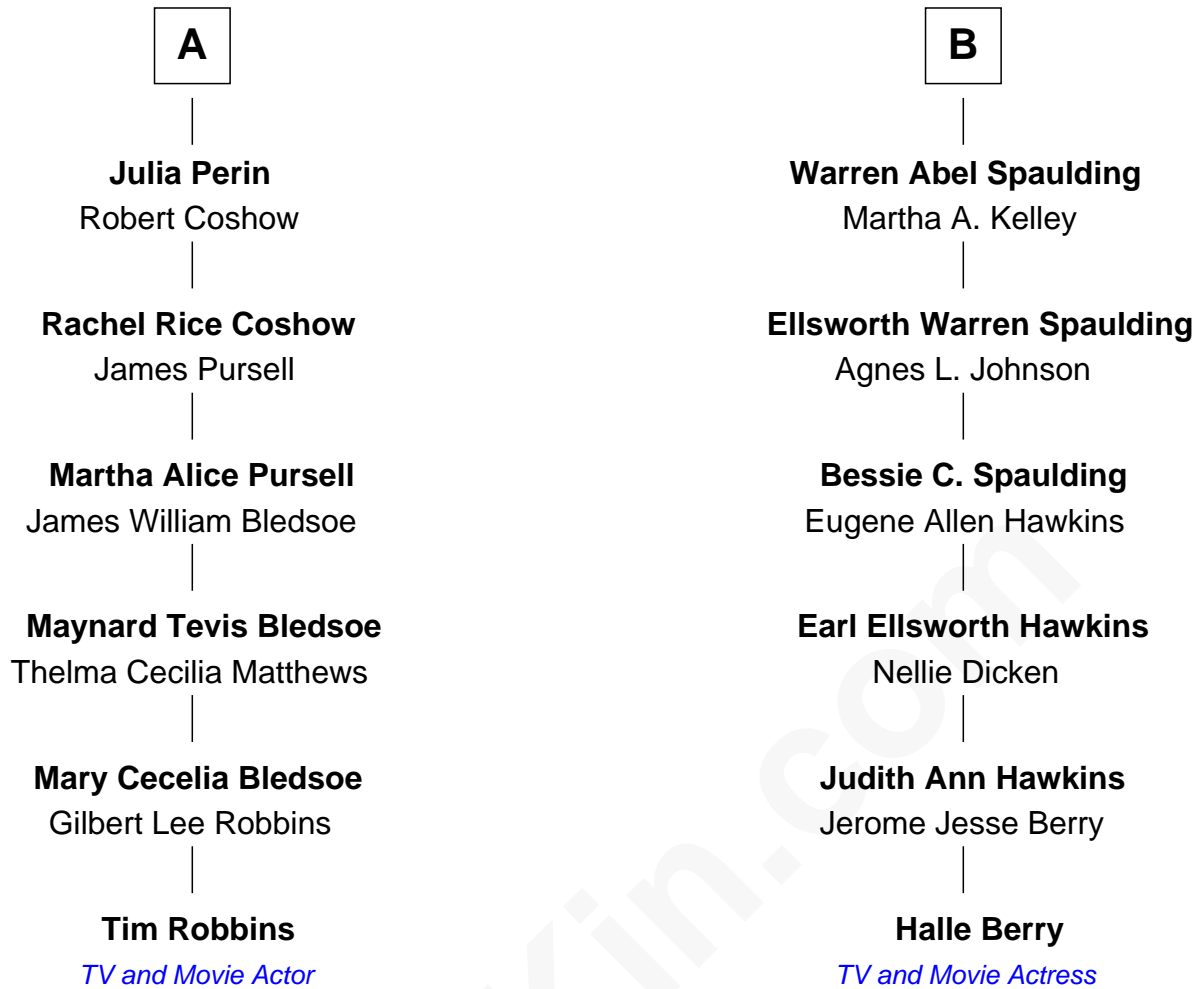 A
Julia Perin
Robert Coshow
Rachel Rice Coshow
James Pursell
Martha Alice Pursell
James William Bledsoe
Maynard Tevis Bledsoe
Thelma Cecilia Matthews
Mary Cecelia Bledsoe
Gilbert Lee Robbins
Tim Robbins
TV and Movie Actor
B
Warren Abel Spaulding
Martha A. Kelley
Ellsworth Warren Spaulding
Agnes L. Johnson
Bessie C. Spaulding
Eugene Allen Hawkins
Earl Ellsworth Hawkins
Nellie Dicken
Judith Ann Hawkins
Jerome Jesse Berry
Halle Berry
TV and Movie Actress
in.com